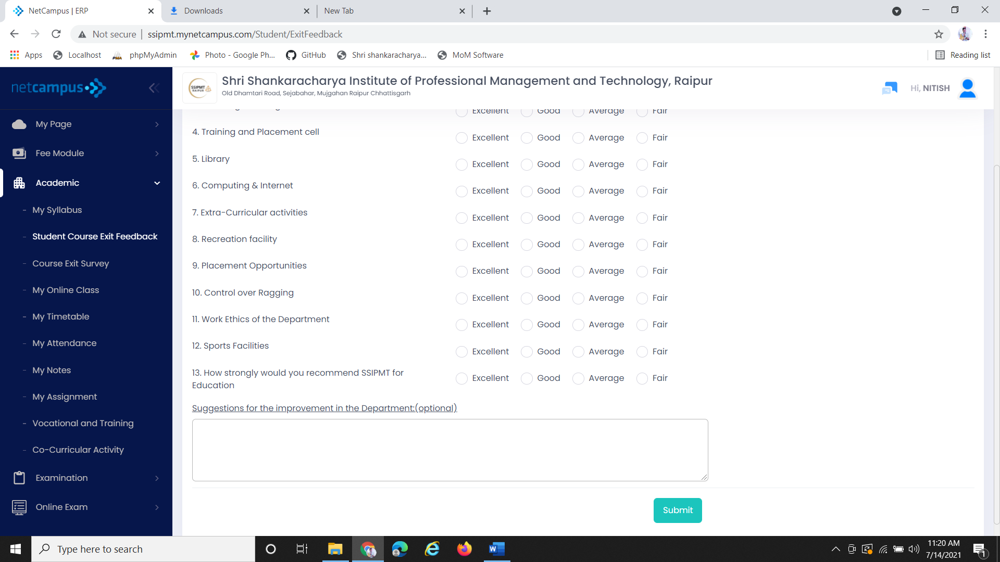 NetCampus | ERP
Downloads
New Tab
Not secure | ssipmt.mynetcampus.com/Student/ExitFeedback
Apps
Localhost
phpMyAdmin
Photo - Google Ph...
GitHub
Shri shankaracharya...
MoM Software
Reading list
netcampus
SSIPMT RAIPUR
Shri Shankaracharya Institute of Professional Management and Technology, Raipur
Old Dhamtari Road, Sejabahar, Mujgahan Raipur Chhattisgarh
Hi, NITISH
My Page
Fee Module
Academic
- My Syllabus
- Student Course Exit Feedback
- Course Exit Survey
- My Online Class
- My Timetable
- My Attendance
- My Notes
- My Assignment
- Vocational and Training
- Co-Curricular Activity
Examination
Online Exam
Excellent Good Average Fair
4. Training and Placement cell Excellent Good Average Fair
5. Library Excellent Good Average Fair
6. Computing & Internet Excellent Good Average Fair
7. Extra-Curricular activities Excellent Good Average Fair
8. Recreation facility Excellent Good Average Fair
9. Placement Opportunities Excellent Good Average Fair
10. Control over Ragging Excellent Good Average Fair
11. Work Ethics of the Department Excellent Good Average Fair
12. Sports Facilities Excellent Good Average Fair
13. How strongly would you recommend SSIPMT for Excellent Good Average Fair
Education
Suggestions for the improvement in the Department:(optional)
Submit
Type here to search
11:20 AM
7/14/2021
1